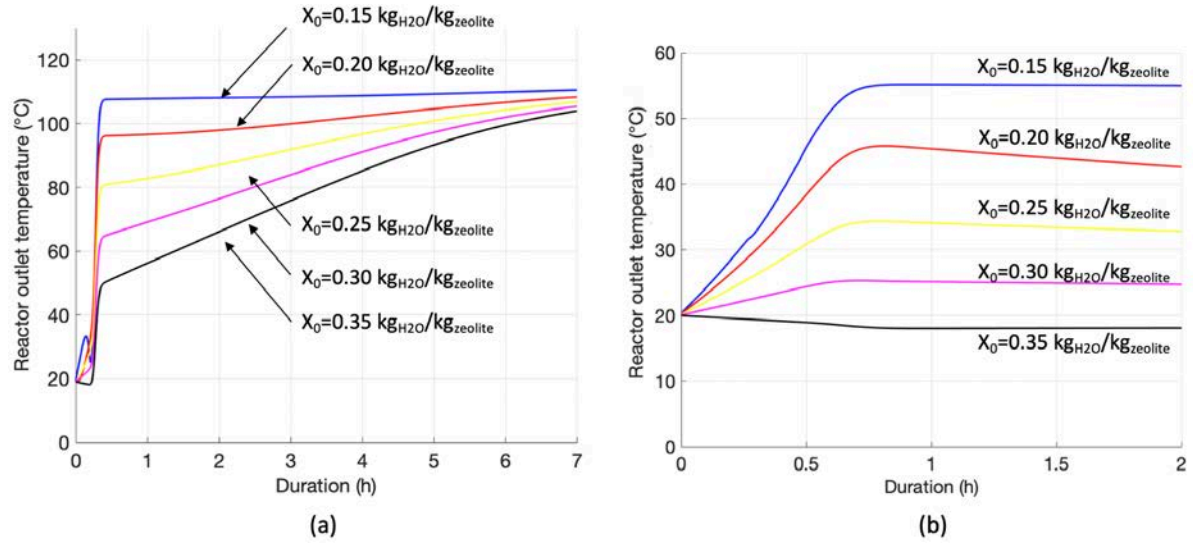 X₀=0.15 kgH2O/kgzeolite
X₀=0.20 kgH2O/kgzeolite
X₀=0.25 kgH2O/kgzeolite
X₀=0.30 kgH2O/kgzeolite
X₀=0.35 kgH2O/kgzeolite
Reactor outlet temperature (°C)
120
100
80
60
40
20
0
0 1 2 3 4 5 6 7
Duration (h)
(a)
X₀=0.15 kgH2O/kgzeolite
X₀=0.20 kgH2O/kgzeolite
X₀=0.25 kgH2O/kgzeolite
X₀=0.30 kgH2O/kgzeolite
X₀=0.35 kgH2O/kgzeolite
Reactor outlet temperature (°C)
60
50
40
30
20
10
0
0 0.5 1 1.5 2
Duration (h)
(b)